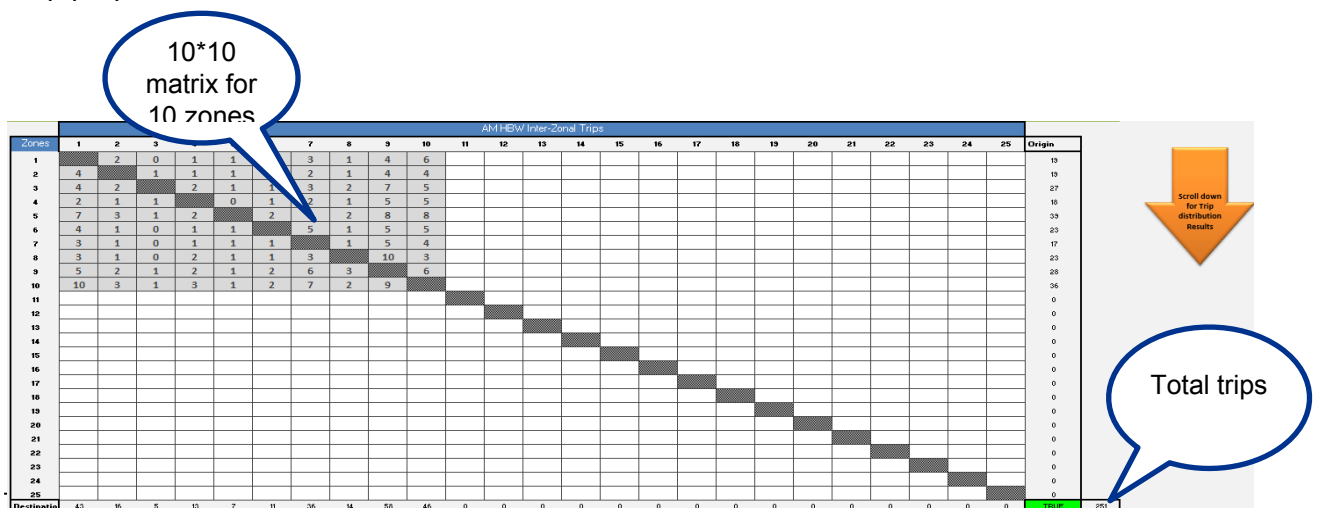 10*10
matrix for
10 zones
AM HBW Inter-Zonal Trips
Zones 1 2 3 7 8 9 10 11 12 13 14 15 16 17 18 19 20 21 22 23 24 25 Origin
1 2 0 1 1 3 1 4 6 19
2 4 1 1 1 2 1 4 4 19
3 4 2 2 1 1 3 2 7 5 27
4 2 1 1 0 1 2 1 5 5 18
5 7 3 1 2 2 2 8 8 39
6 4 1 0 1 1 5 1 5 5 23
7 3 1 0 1 1 1 1 5 4 17
8 3 1 0 2 1 1 3 10 3 23
9 5 2 1 2 1 2 6 3 6 28
10 10 3 1 3 1 2 7 2 9 36
11 0
12 0
13 0
14 0
15 0
16 0
17 0
18 0
19 0
20 0
21 0
22 0
23 0
24 0
25 0
Destinatio 43 16 5 13 7 11 36 14 58 46 0 0 0 0 0 0 0 0 0 0 0 0 0 0 0 TRUE 251
Scroll down
for Trip
distribution
Results
Total trips